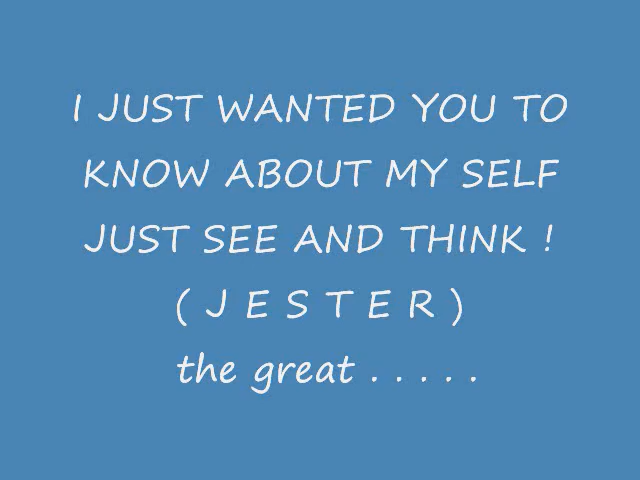 I JUST WANTED YOU TO
KNOW ABOUT MY SELF
JUST SEE AND THINK !
( J E S T E R )
the great . . . . .